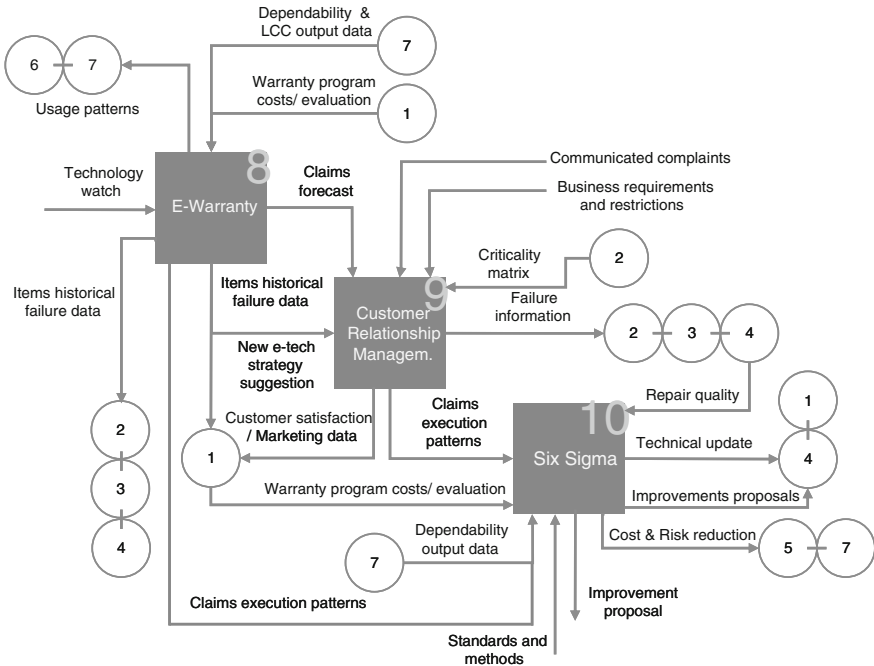 Dependability &
LCC output data
7
6
7
Usage patterns
Warranty program
costs/ evaluation
1
8
E-Warranty
Technology
watch
Claims
forecast
Communicated complaints
Business requirements
and restrictions
Criticality
matrix
2
Items historical
failure data
Items historical
failure data
9
Customer
Relationship
Managem.
Failure
information
2
3
4
New e-tech
strategy
suggestion
Repair quality
1
4
Customer satisfaction
/ Marketing data
Claims
execution
patterns
10
Six Sigma
Technical update
2
3
4
1
Warranty program costs/ evaluation
Improvements proposals
Dependability
output data
7
Cost & Risk reduction
5
7
Claims execution patterns
Improvement
proposal
Standards and
methods